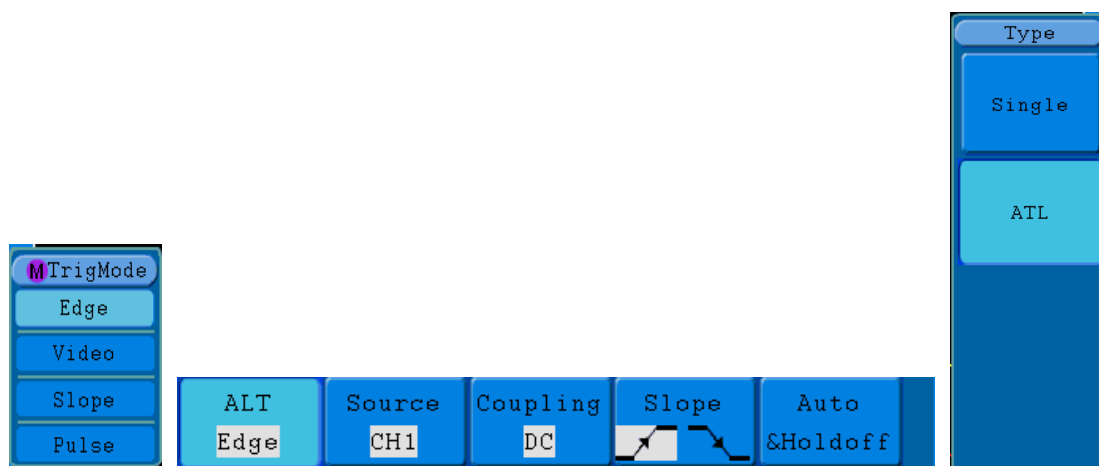 MTrigMode
Edge
Video
Slope
Pulse
ALT
Edge
Source
CH1
Coupling
DC
Slope
Auto
&Holdoff
Type
Single
ATL